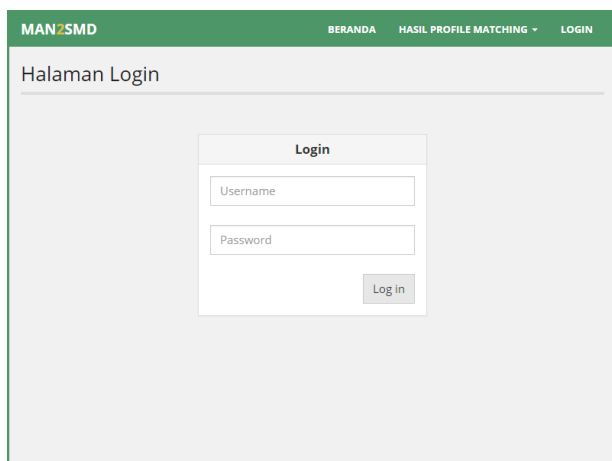 MAN2SMD BERANDA HASIL PROFILE MATCHING LOGIN
Halaman Login
Login
Username
Password
Log in